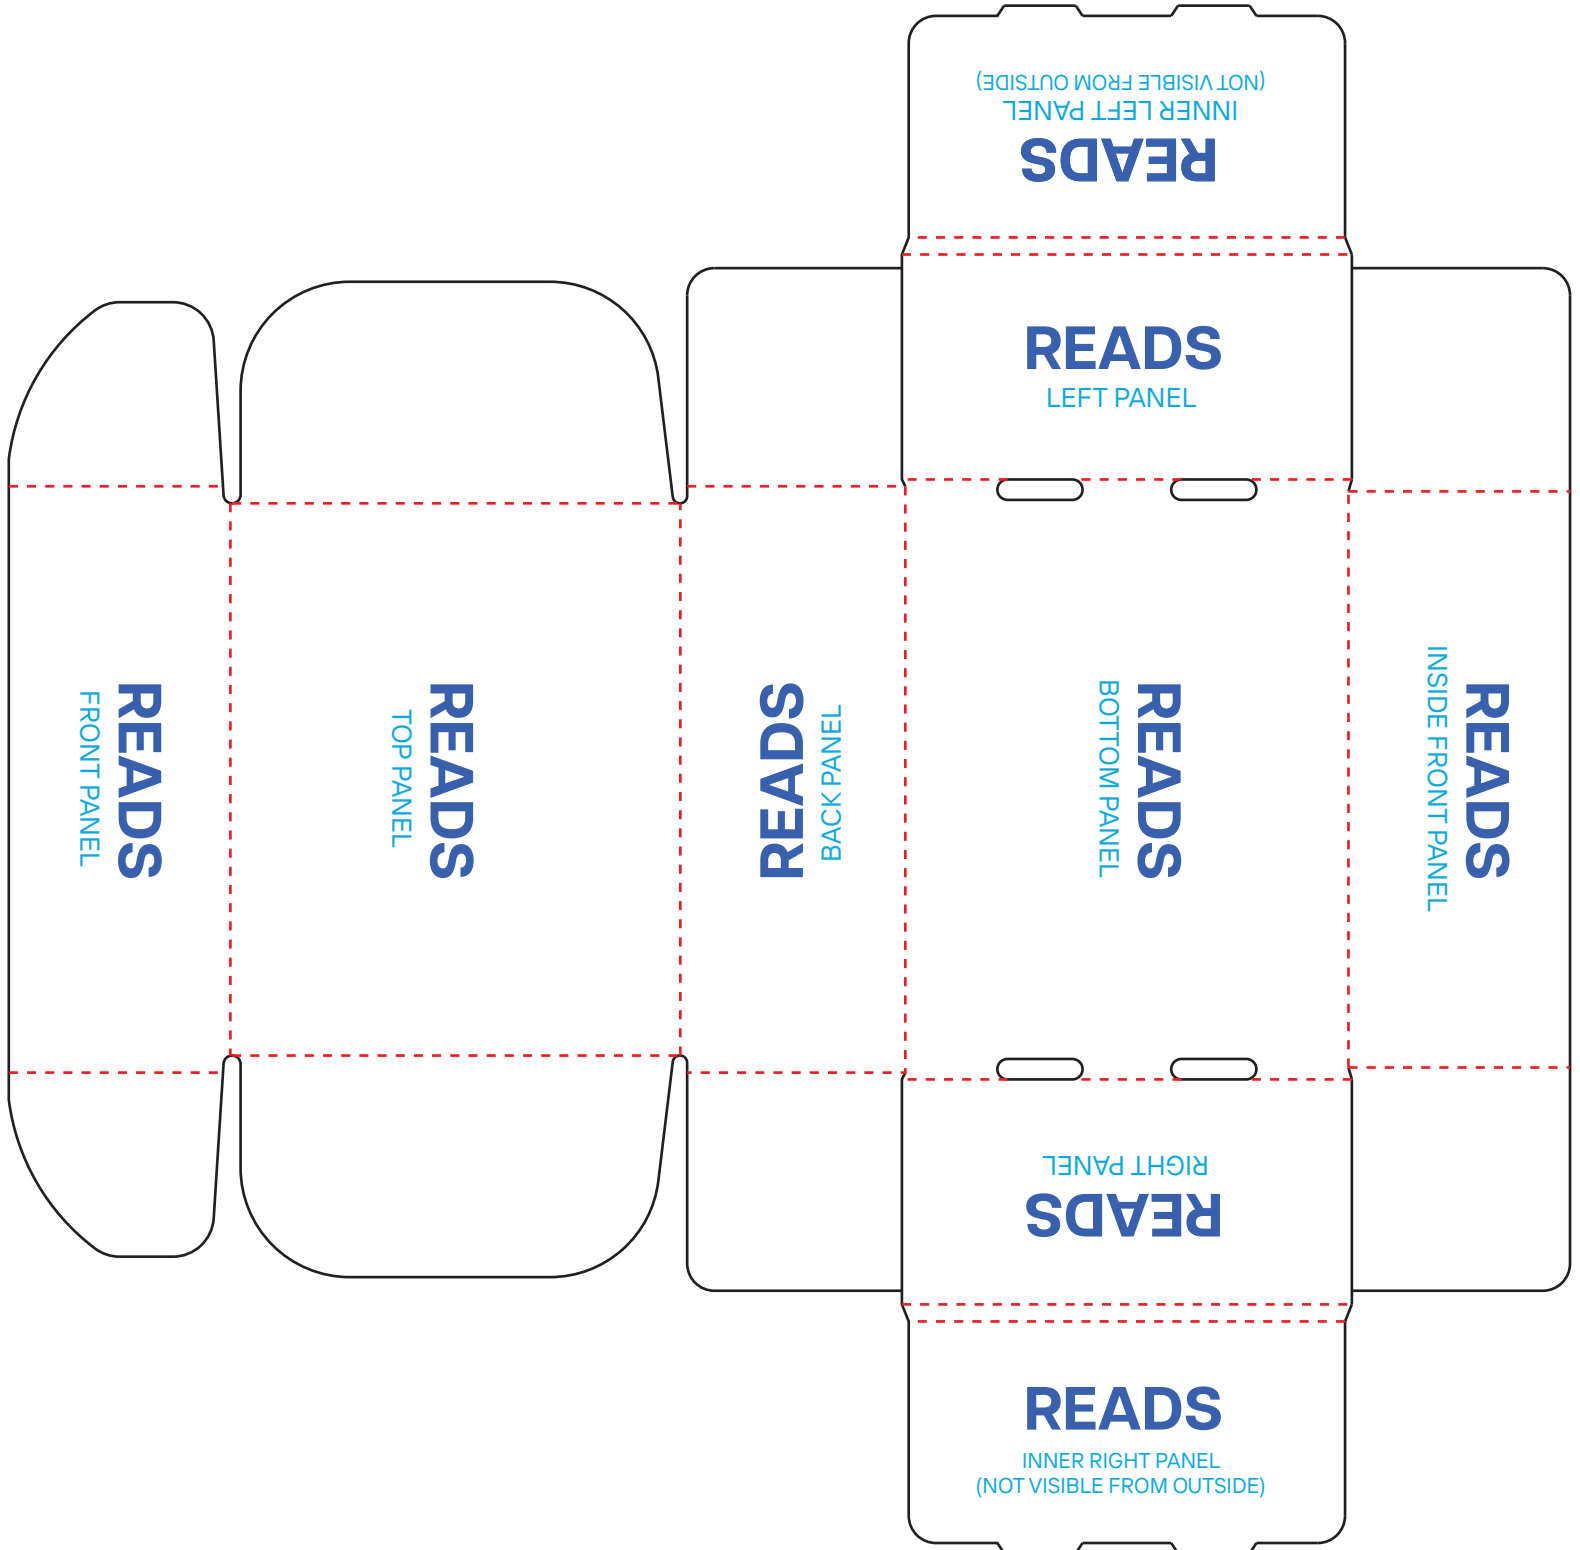 READS
INNER LEFT PANEL
(NOT VISIBLE FROM OUTSIDE)
READS
LEFT PANEL
READS
FRONT PANEL
READS
TOP PANEL
READS
BACK PANEL
READS
BOTTOM PANEL
READS
INSIDE FRONT PANEL
READS
RIGHT PANEL
READS
INNER RIGHT PANEL
(NOT VISIBLE FROM OUTSIDE)